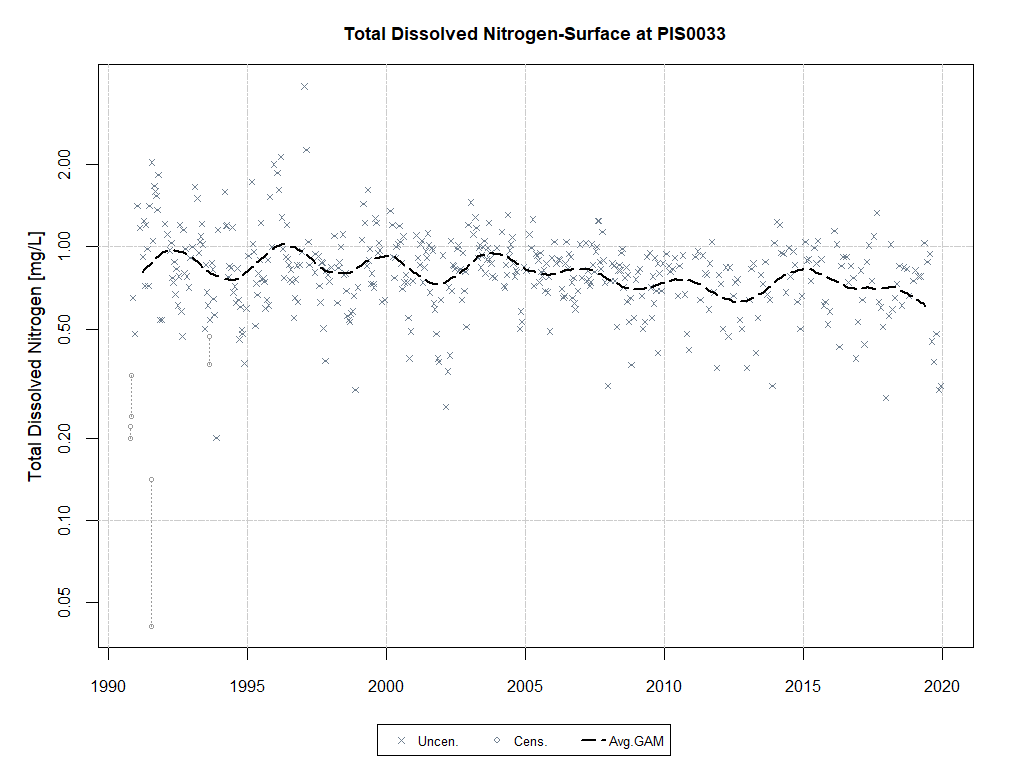 Total Dissolved Nitrogen-Surface at PIS0033
Total Dissolved Nitrogen [mg/L]
2.00
1.00
0.50
0.20
0.10
0.05
1990 1995 2000 2005 2010 2015 2020
Uncen. Cens. Avg.GAM